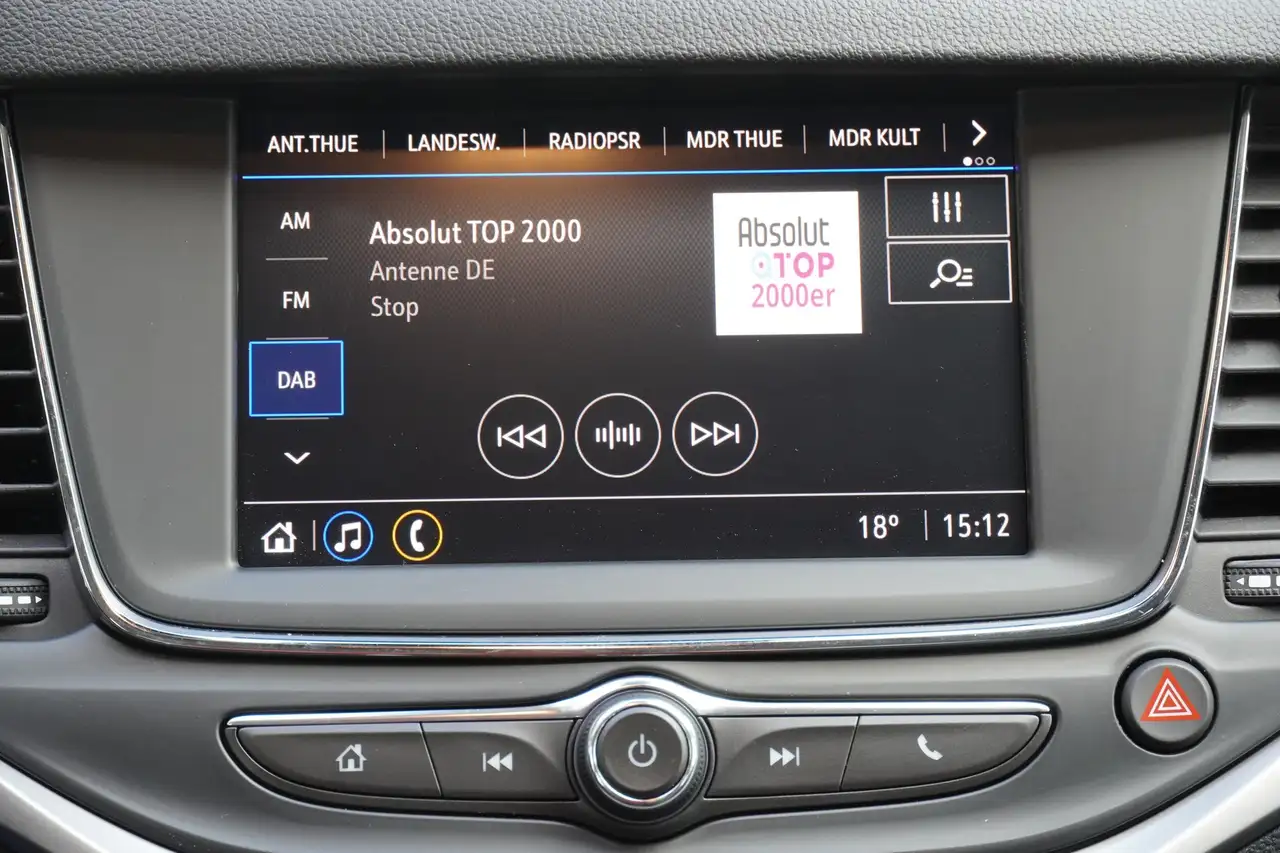 ANT.THUE LANDESW. RADIOPSR MDR THUE MDR KULT
AM
Absolut TOP 2000
Antenne DE
Stop
FM
DAB
Absolut
TOP
2000er
18° 15:12